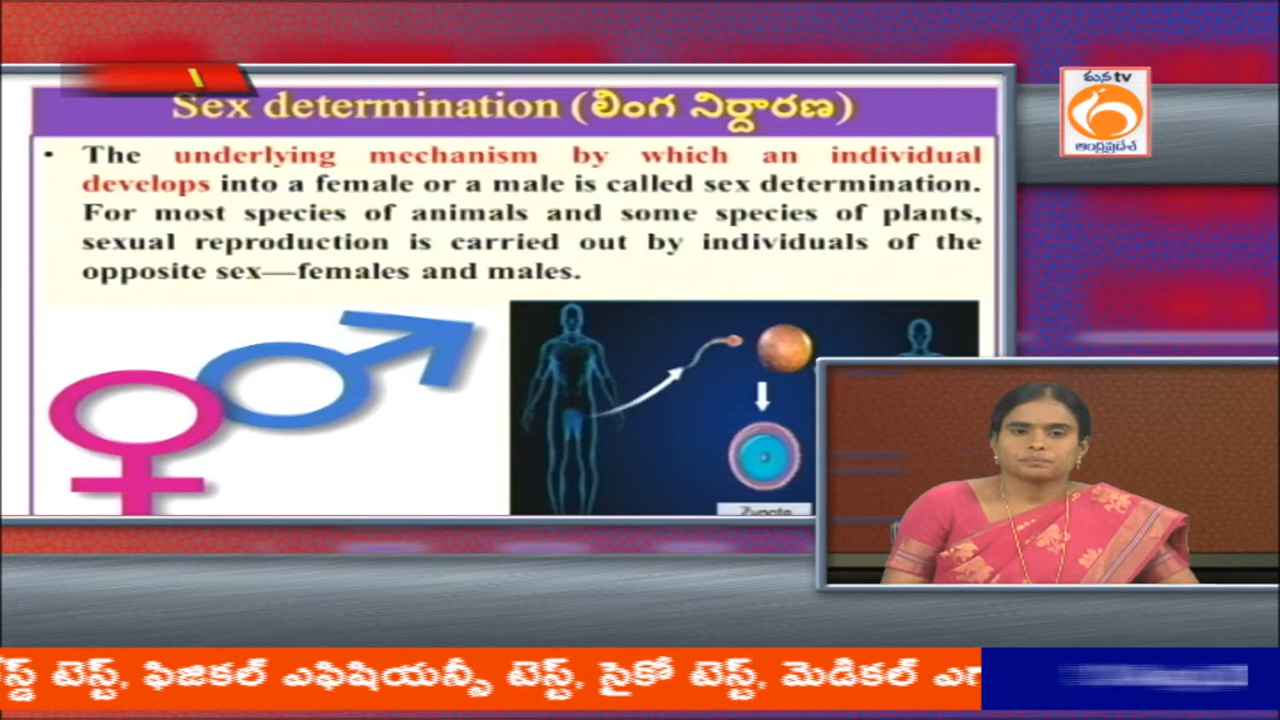 Sex determination (లింగ నిర్దారణ)
• The underlying mechanism by which an individual
develops into a female or a male is called sex determination.
For most species of animals and some species of plants,
sexual reproduction is carried out by individuals of the
opposite sex—females and males.
Zygote
మన tv
ఆంధ్రప్రదేశ్
టెస్ట్, ఫిజికల్ ఎఫిషియన్సీ టెస్ట్, సైకో టెస్ట్, మెడికల్